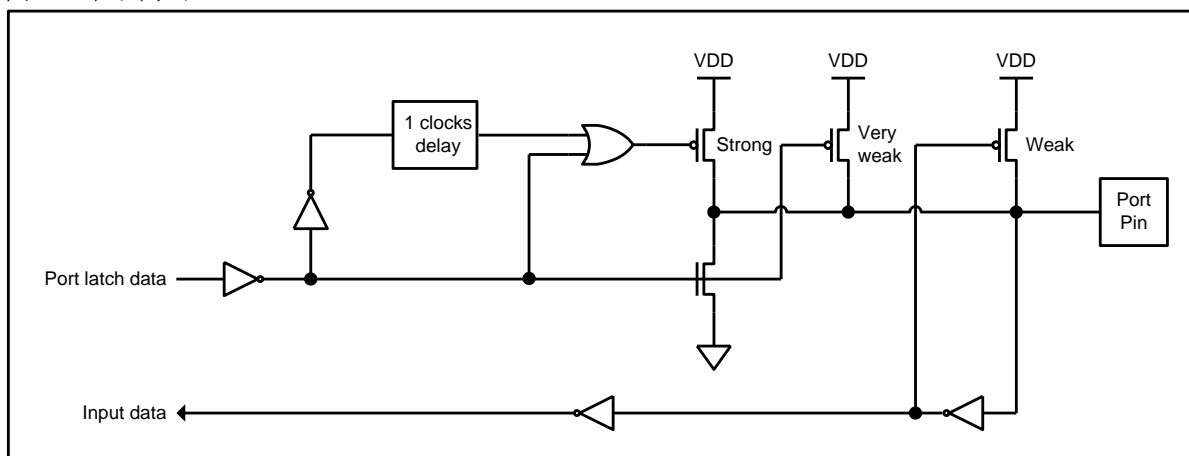 VDD
VDD
VDD
1 clocks
delay
Strong
Very
weak
Weak
Port
Pin
Port latch data
Input data